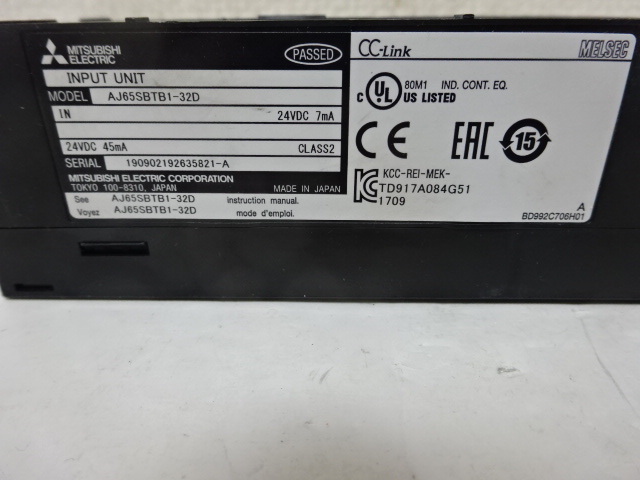 MITSUBISHI
ELECTRIC
PASSED
INPUT UNIT
MODEL AJ65SBTB1-32D
IN 24VDC 7mA
24VDC 45mA CLASS2
SERIAL 190902192635821-A
MITSUBISHI ELECTRIC CORPORATION
TOKYO 100-8310, JAPAN MADE IN JAPAN
See AJ65SBTB1-32D instruction manual.
Voyez AJ65SBTB1-32D mode d'emploi.
CC-Link MELSEC
C UL US LISTED
80M1 IND. CONT. EQ.
CE EAC 15
KCC-REI-MEK-
TD917A084G51
1709
A
BD992C706H01